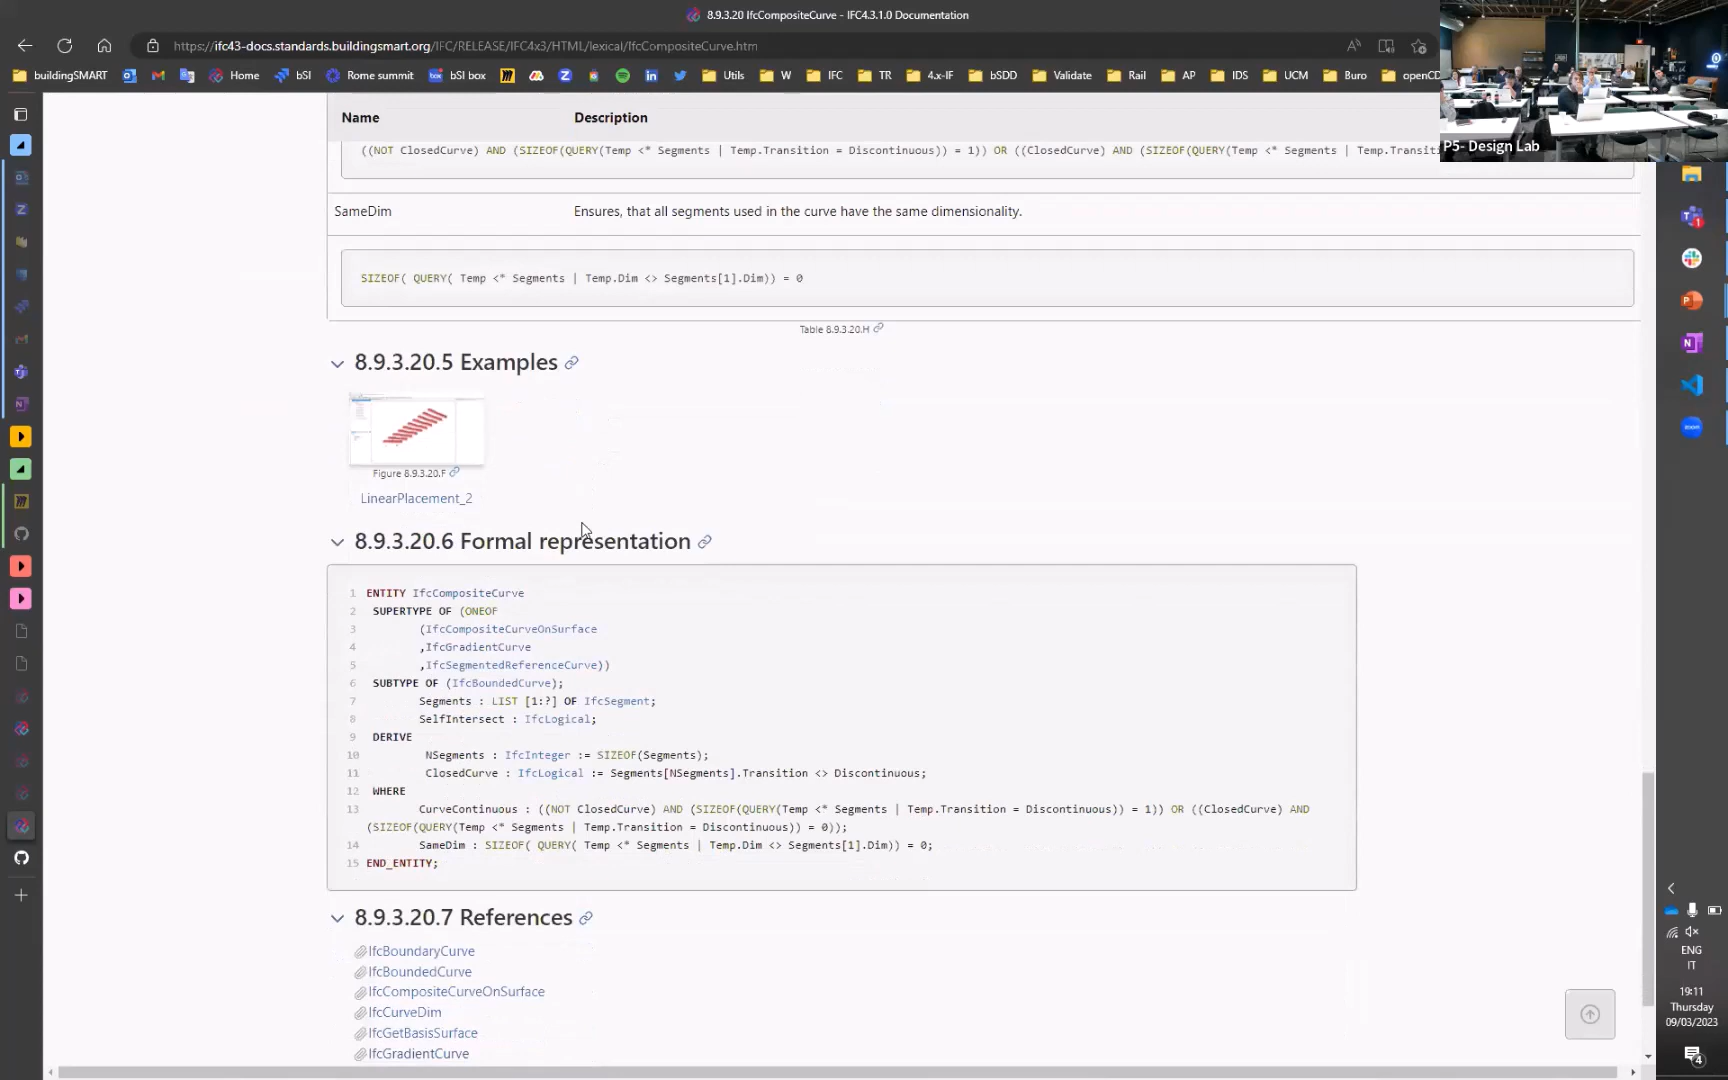 8.9.3.20 IfcCompositeCurve - IFC4.3.1.0 Documentation
https://ifc43-docs.standards.buildingsmart.org/IFC/RELEASE/IFC4x3/HTML/lexical/IfcCompositeCurve.htm
buildingSMART Home bSI Rome summit bSI box Utils W IFC TR 4.x-IF bSDD Validate Rail AP IDS UCM Buro
P5- Design Lab
Name Description
((NOT ClosedCurve) AND (SIZEOF(QUERY(Temp <* Segments | Temp.Transition = Discontinuous)) = 1)) OR ((ClosedCurve) AND (SIZEOF(QUERY(Temp <* Segments |
SameDim Ensures, that all segments used in the curve have the same dimensionality.
SIZEOF( QUERY( Temp <* Segments | Temp.Dim <> Segments[1].Dim)) = 0
Table 8.9.3.20.H
8.9.3.20.5 Examples
Figure 8.9.3.20.F
LinearPlacement_2
8.9.3.20.6 Formal representation
1 ENTITY IfcCompositeCurve
2 SUPERTYPE OF (ONEOF
3 (IfcCompositeCurveOnSurface
4 ,IfcGradientCurve
5 ,IfcSegmentedReferenceCurve))
6 SUBTYPE OF (IfcBoundedCurve);
7 Segments : LIST [1:?] OF IfcSegment;
8 SelfIntersect : IfcLogical;
9 DERIVE
10 NSegments : IfcInteger := SIZEOF(Segments);
11 ClosedCurve : IfcLogical := Segments[NSegments].Transition <> Discontinuous;
12 WHERE
13 CurveContinuous : ((NOT ClosedCurve) AND (SIZEOF(QUERY(Temp <* Segments | Temp.Transition = Discontinuous)) = 1)) OR ((ClosedCurve) AND
(SIZEOF(QUERY(Temp <* Segments | Temp.Transition = Discontinuous)) = 0));
14 SameDim : SIZEOF( QUERY( Temp <* Segments | Temp.Dim <> Segments[1].Dim)) = 0;
15 END_ENTITY;
8.9.3.20.7 References
IfcBoundaryCurve
IfcBoundedCurve
IfcCompositeCurveOnSurface
IfcCurveDim
IfcGetBasisSurface
IfcGradientCurve
ENG
IT
19:11
Thursday
09/03/2023
4